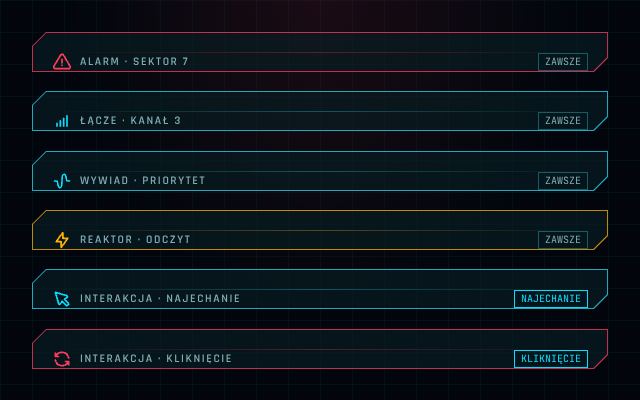 ALARM · SEKTOR 7 ZAWSZE
ŁĄCZE · KANAŁ 3 ZAWSZE
WYWIAD · PRIORYTET ZAWSZE
REAKTOR · ODCZYT ZAWSZE
INTERAKCJA · NAJECHANIE NAJECHANIE
INTERAKCJA · KLIKNIĘCIE KLIKNIĘCIE